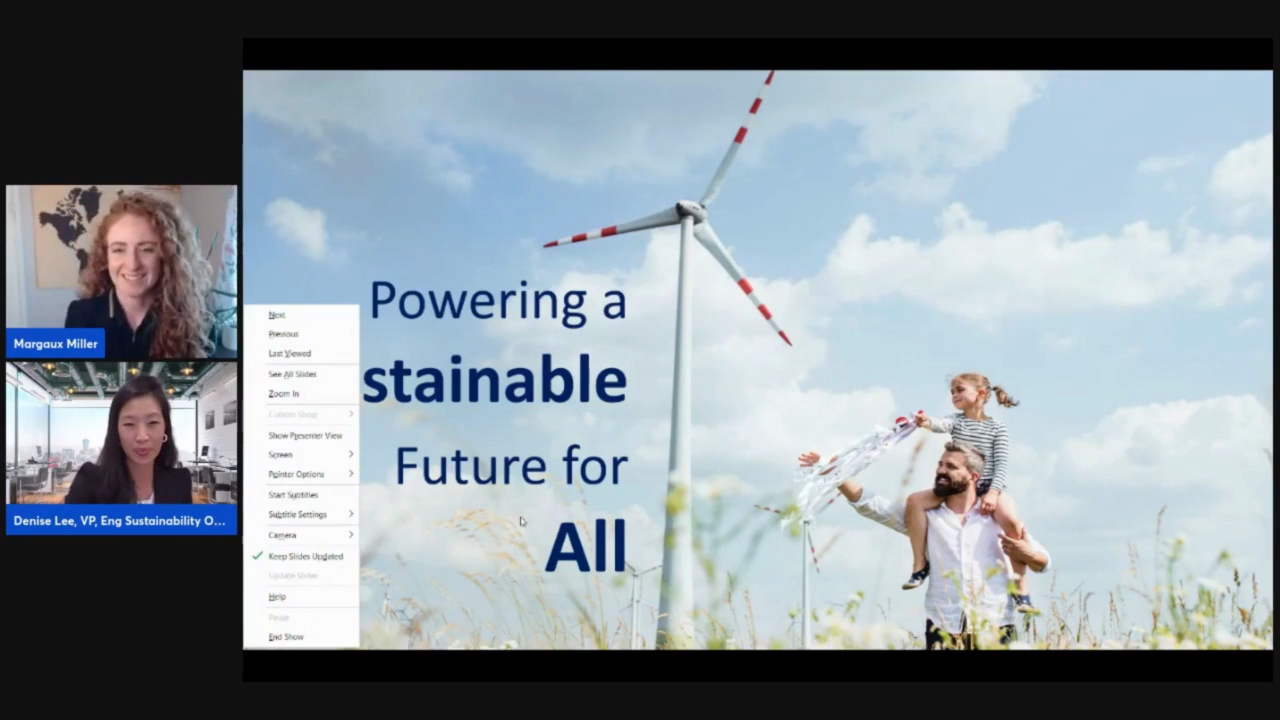 Margaux Miller
Denise Lee, VP, Eng Sustainability O...
Next
Previous
Last Viewed
See All Slides
Zoom In
Custom Show
Show Presenter View
Screen
Pointer Options
Start Subtitles
Subtitle Settings
Camera
Keep Slides Updated
Update Slides
Help
Pause
End Show
Powering a
stainable
Future for
All